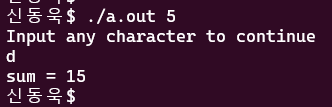 신동욱$ ./a.out 5
Input any character to continue
d
sum = 15
신동욱$